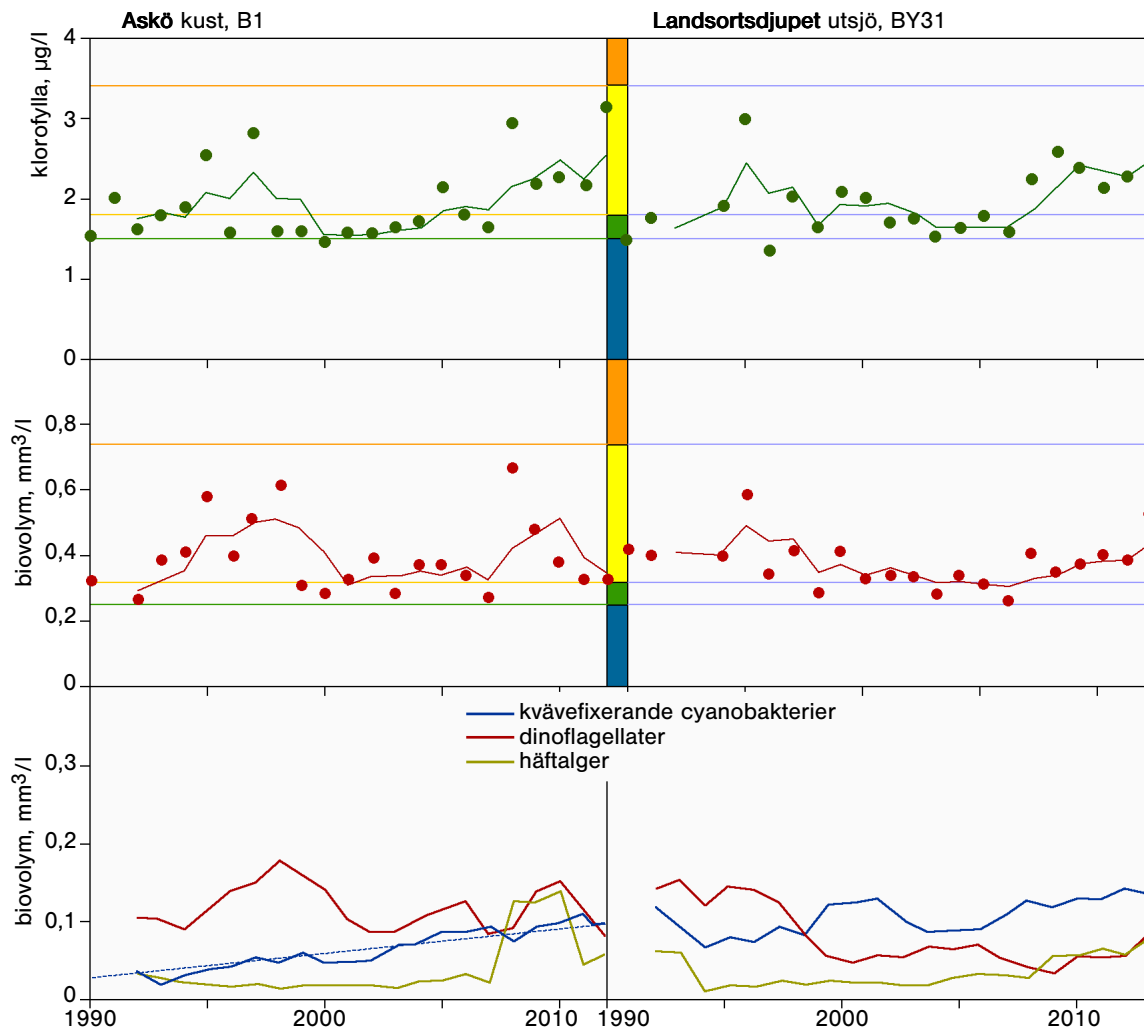 Askö kust, B1
Landsortsdjupet utsjö, BY31
klorofylla, µg/l
4
3
2
1
0
biovolym, mm³/l
0,8
0,6
0,4
0,2
0
kvävefixerande cyanobakterier
dinoflagellater
häftalger
biovolym, mm³/l
0,3
0,2
0,1
0
1990
2000
2010
1990
2000
2010